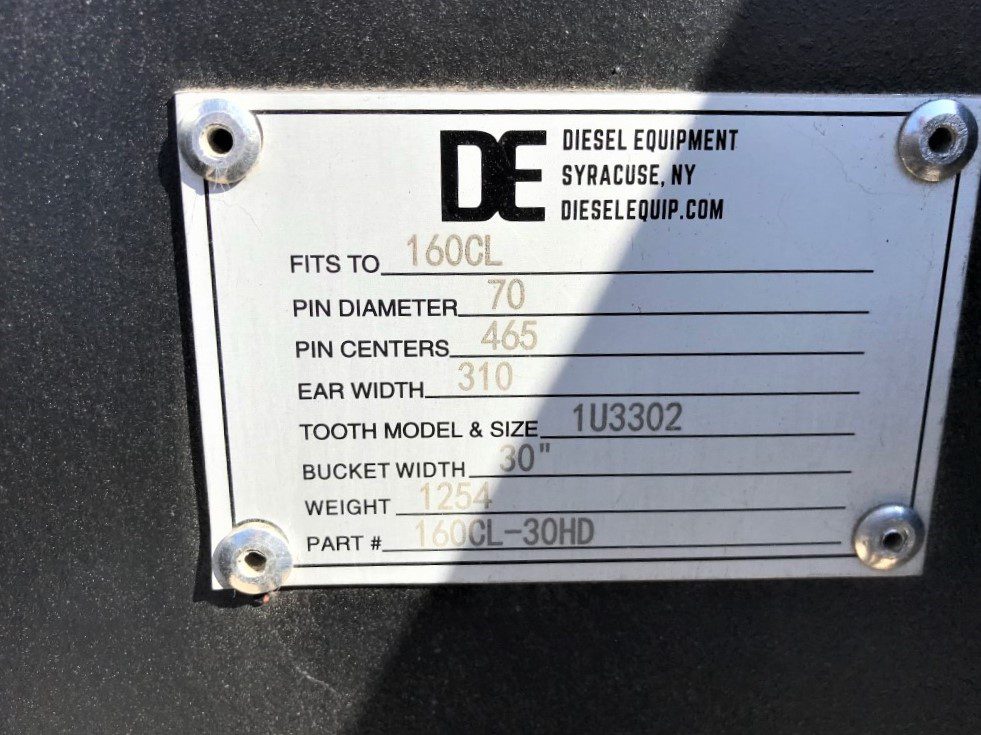 DE
DIESEL EQUIPMENT
SYRACUSE, NY
DIESELEQUIP.COM
FITS TO 160CL
PIN DIAMETER 70
PIN CENTERS 465
EAR WIDTH 310
TOOTH MODEL & SIZE 1U3302
BUCKET WIDTH 30"
WEIGHT 1254
PART # 160CL-30HD